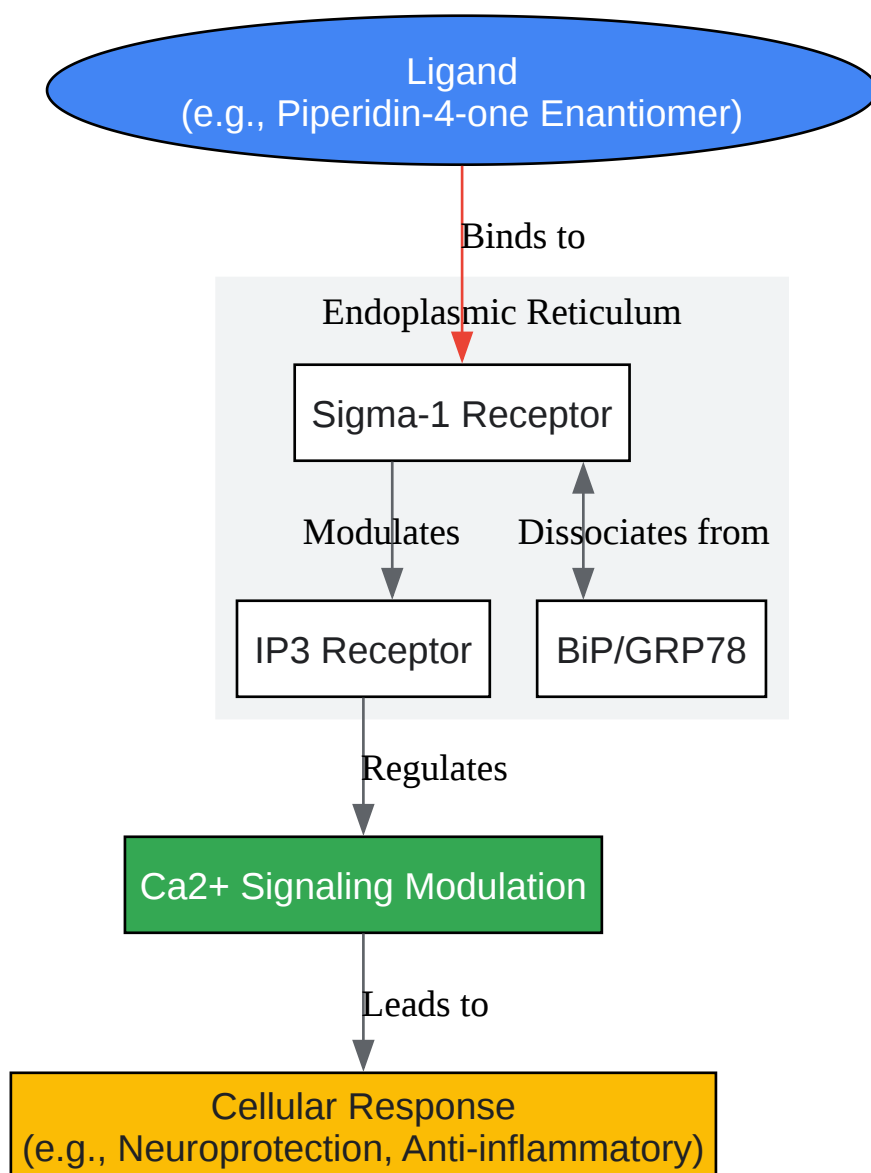 Ligand
(e.g., Piperidin-4-one Enantiomer)
Binds to
Endoplasmic Reticulum
Sigma-1 Receptor
Modulates
Dissociates from
IP3 Receptor
BiP/GRP78
Regulates
Ca2+ Signaling Modulation
Leads to
Cellular Response
(e.g., Neuroprotection, Anti-inflammatory)